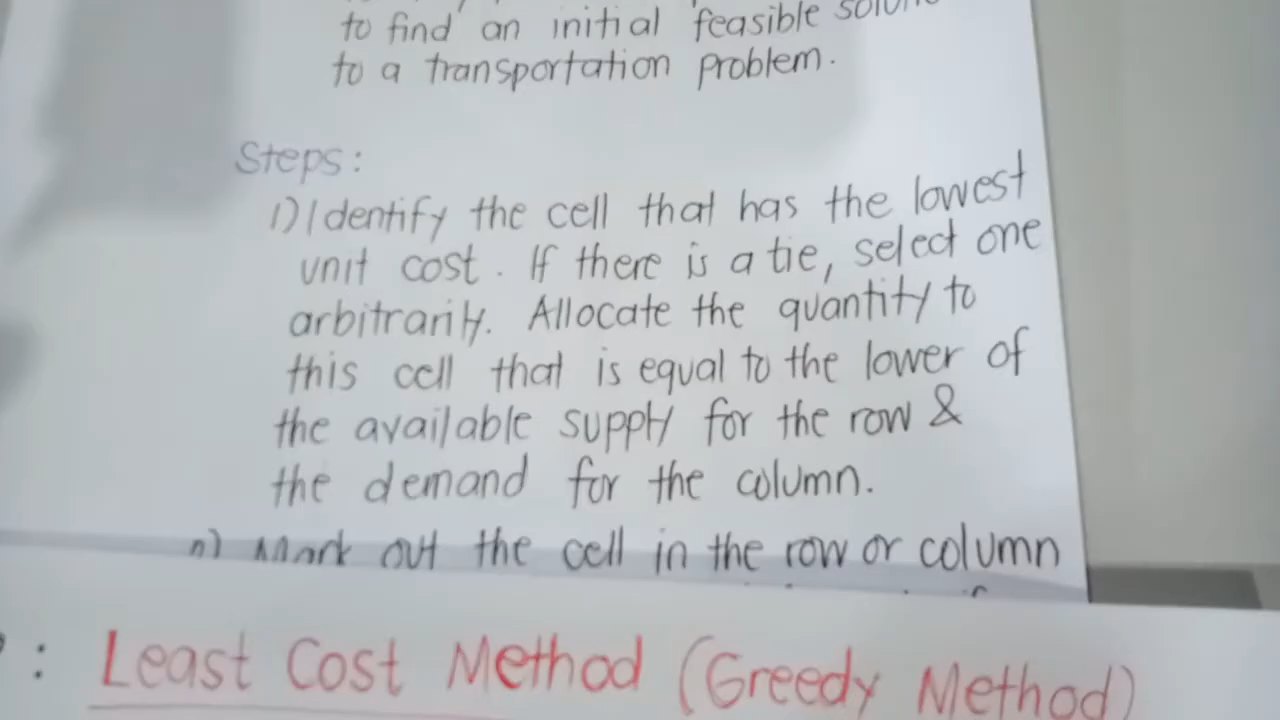 to find an initial feasible
to a transportation problem.
Steps:
1) Identify the cell that has the lowest
unit cost. If there is a tie, select one
arbitrarily. Allocate the quantity to
this cell that is equal to the lower of
the available supply for the row &
the demand for the column.
Mark out the cell in the row or column
: Least Cost Method (Greedy Method)